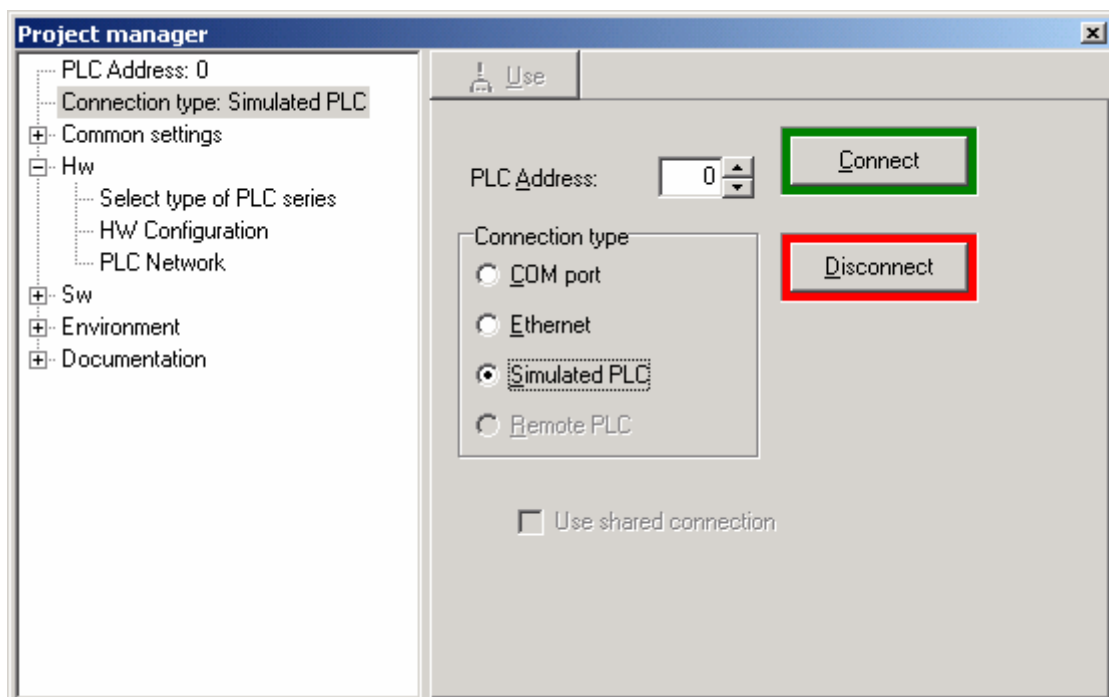 Project manager
PLC Address: 0
Connection type: Simulated PLC
Common settings
Hw
Select type of PLC series
HW Configuration
PLC Network
Sw
Environment
Documentation
Use
PLC Address:
0
Connect
Connection type
Disconnect
COM port
Ethernet
Simulated PLC
Remote PLC
Use shared connection